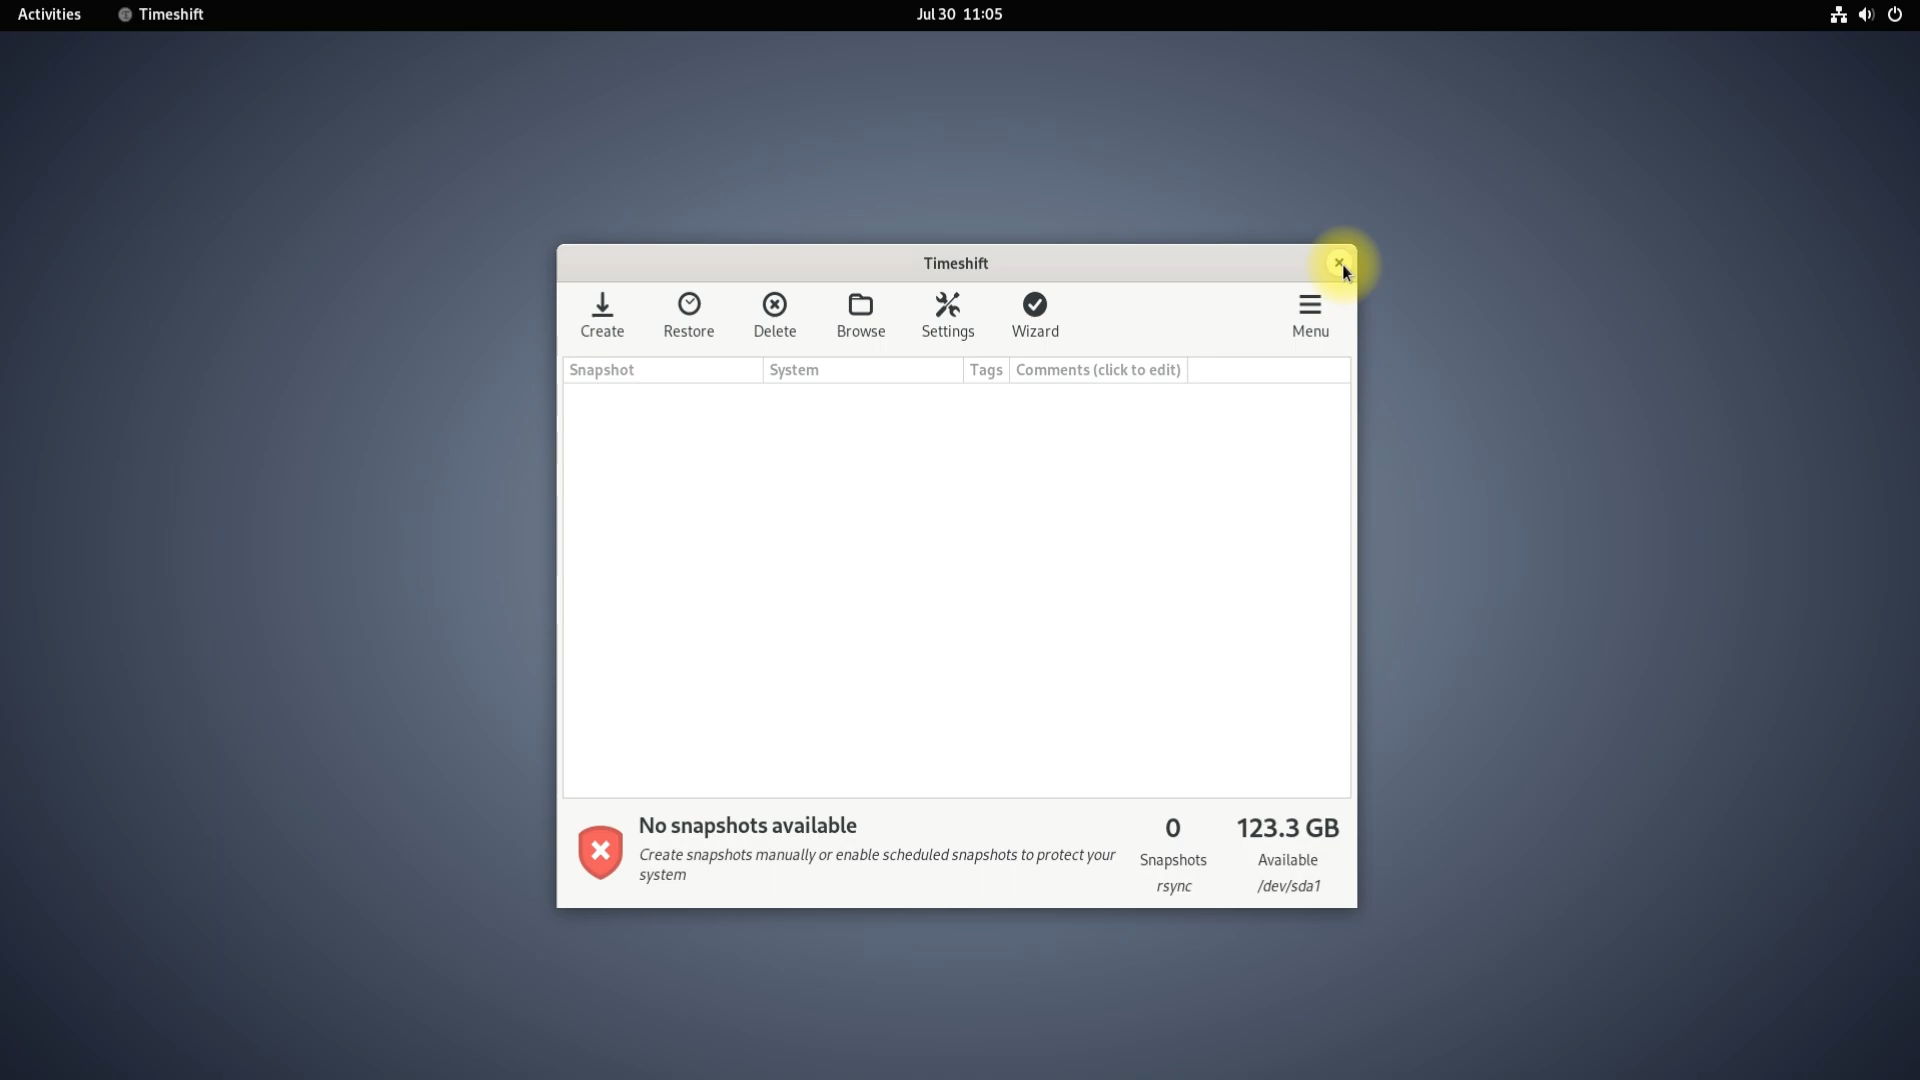 Activities Timeshift Jul 30 11:05
Timeshift
Create Restore Delete Browse Settings Wizard Menu
Snapshot System Tags Comments (click to edit)
No snapshots available
Create snapshots manually or enable scheduled snapshots to protect your
system
0
Snapshots
rsync
123.3 GB
Available
/dev/sda1